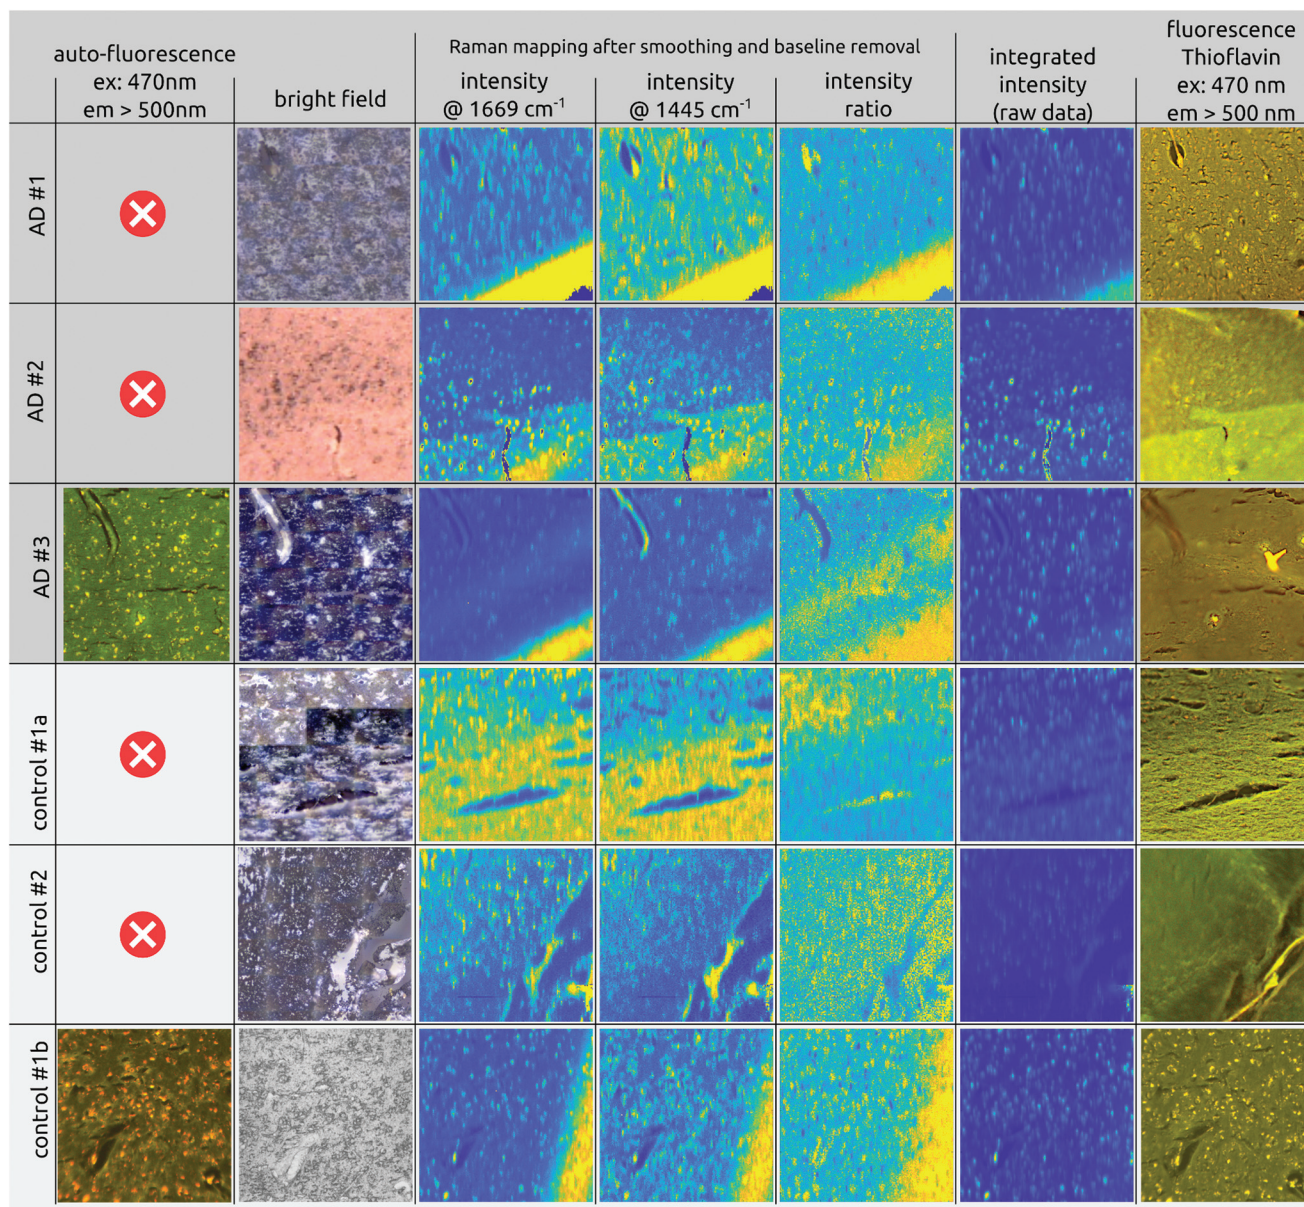 auto-fluorescence
ex: 470nm
em > 500nm
bright field
Raman mapping after smoothing and baseline removal
intensity
@ 1669 cm⁻¹
intensity
@ 1445 cm⁻¹
intensity
ratio
integrated
intensity
(raw data)
fluorescence
Thioflavin
ex: 470 nm
em > 500 nm
AD #1
AD #2
AD #3
control #1a
control #2
control #1b